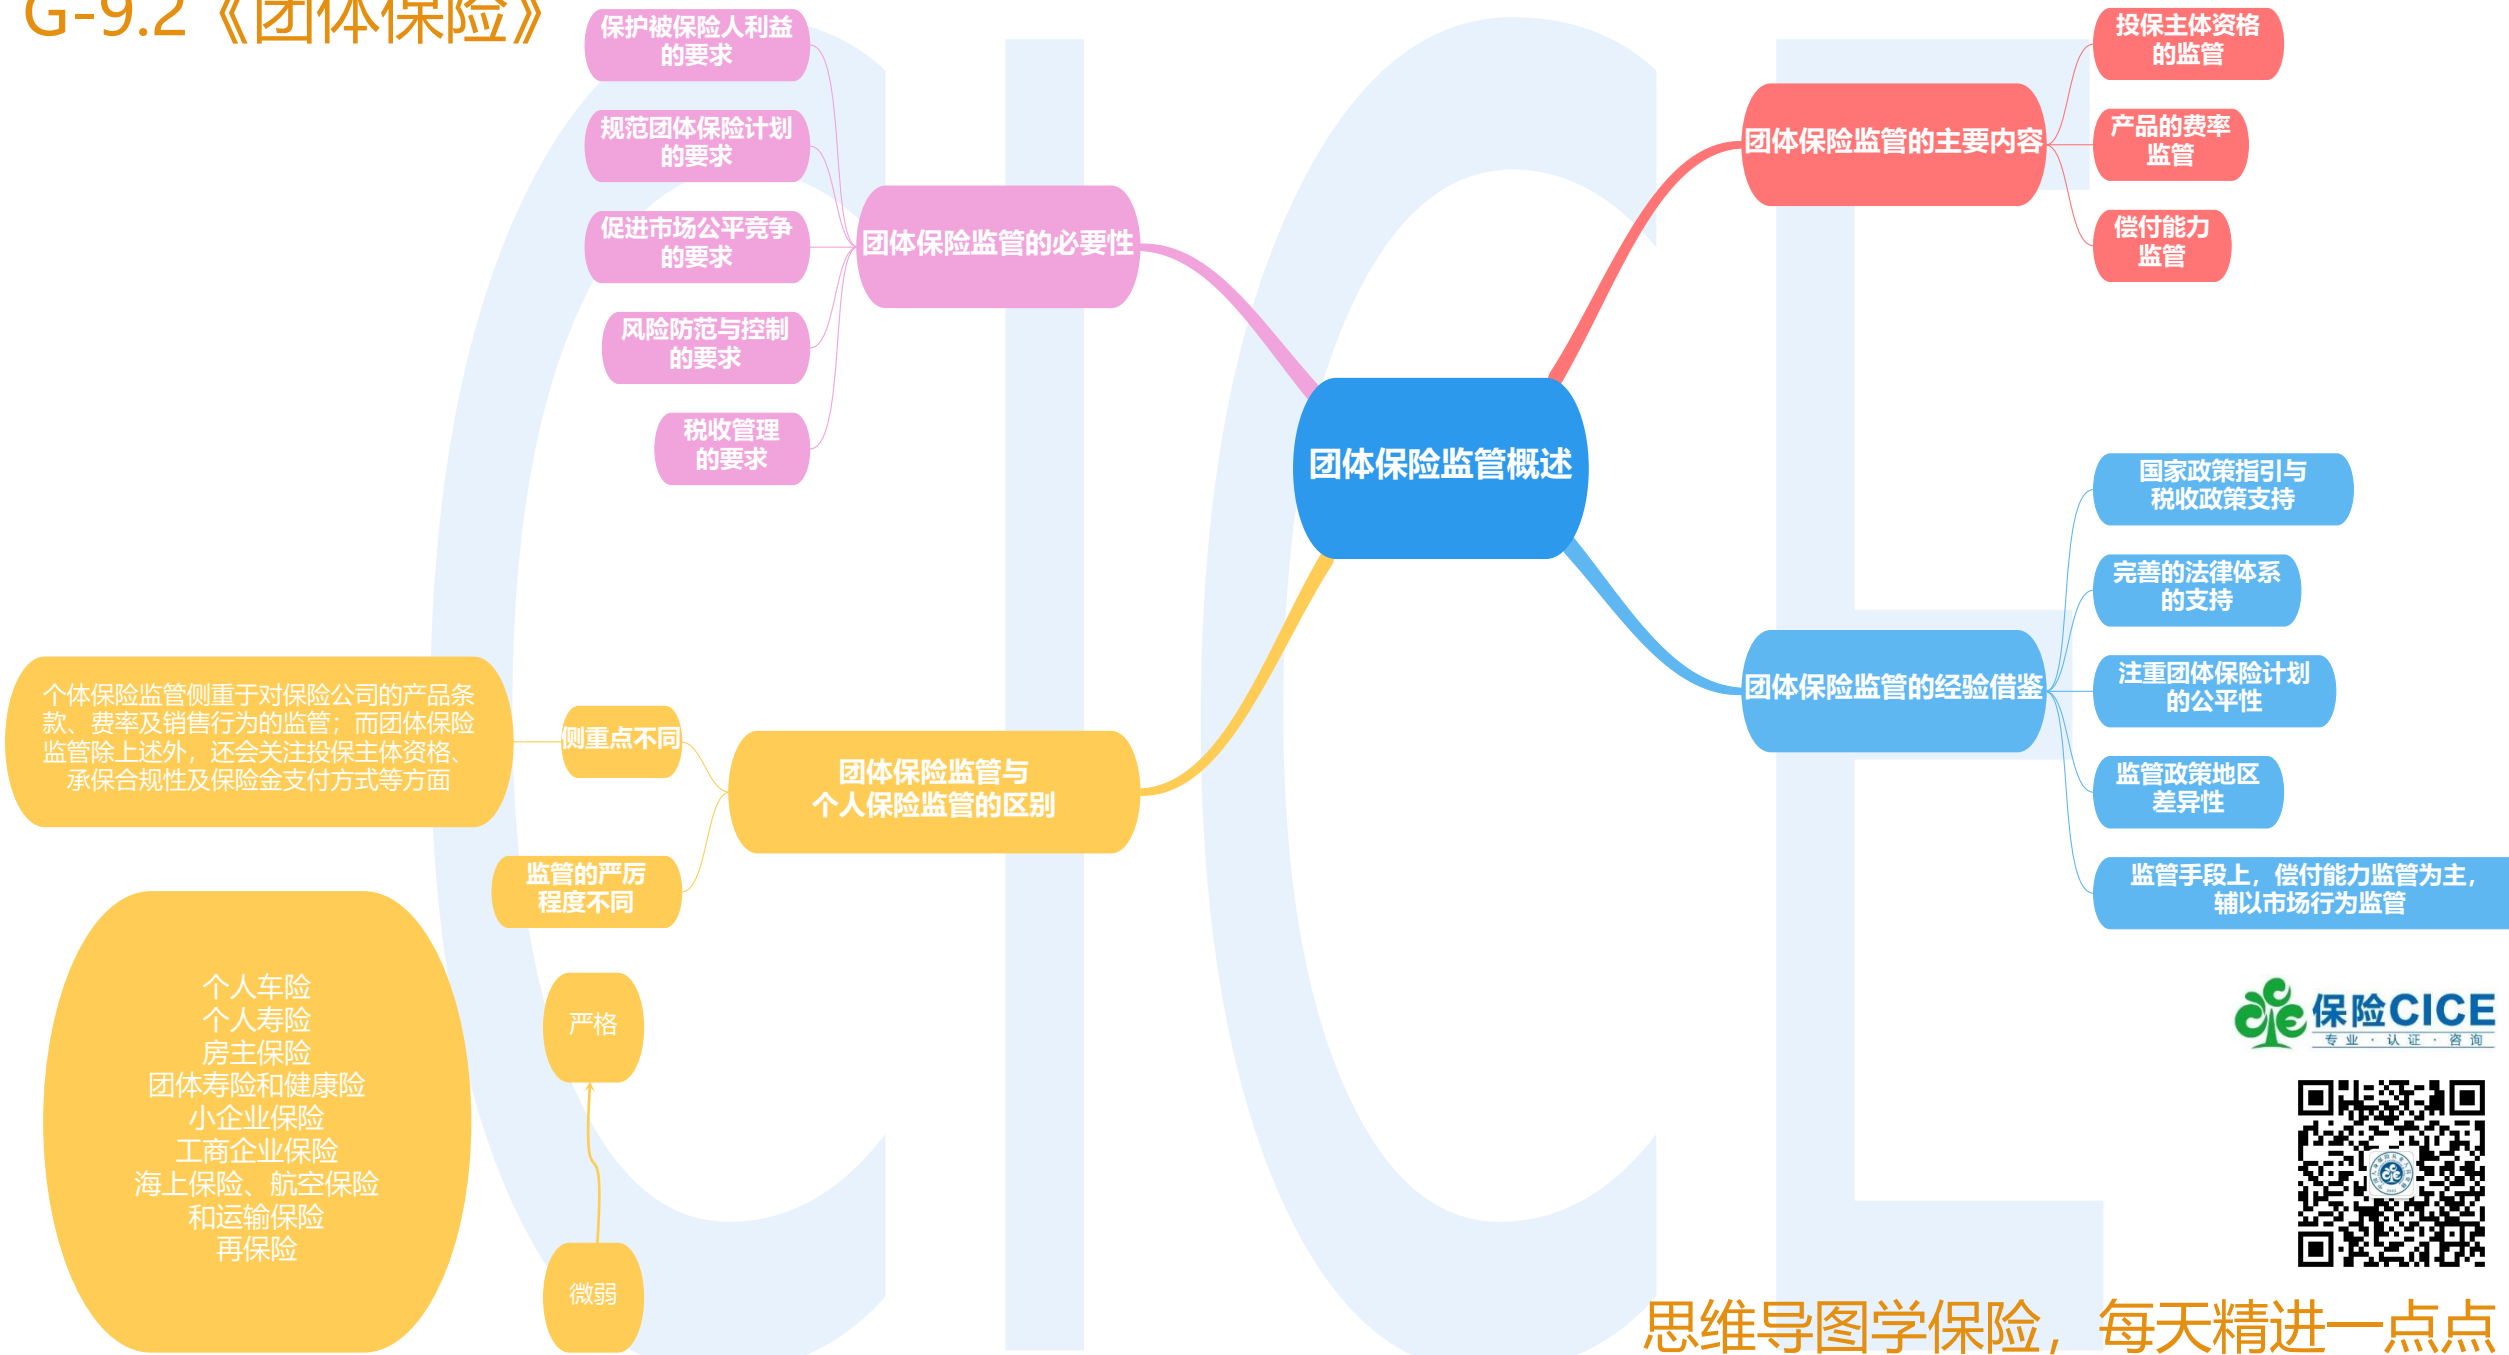 G-9.2《团体保险》
保护被保险人利益
的要求
规范团体保险计划
的要求
促进市场公平竞争
的要求
风险防范与控制
的要求
税收管理
的要求
团体保险监管的必要性
团体保险监管概述
团体保险监管的主要内容
投保主体资格
的监管
产品的费率
监管
偿付能力
监管
团体保险监管的经验借鉴
国家政策指引与
税收政策支持
完善的法律体系
的支持
注重团体保险计划
的公平性
监管政策地区
差异性
监管手段上，偿付能力监管为主，
辅以市场行为监管
团体保险监管与
个人保险监管的区别
侧重点不同
个体保险监管侧重于对保险公司的产品条
款、费率及销售行为的监管；而团体保险
监管除上述外，还会关注投保主体资格、
承保合规性及保险金支付方式等方面
监管的严厉
程度不同
个人车险
个人寿险
房主保险
团体寿险和健康险
小企业保险
工商企业保险
海上保险、航空保险
和运输保险
再保险
严格
微弱
CICE
保险CICE
专业·认证·咨询
思维导图学保险，每天精进一点点